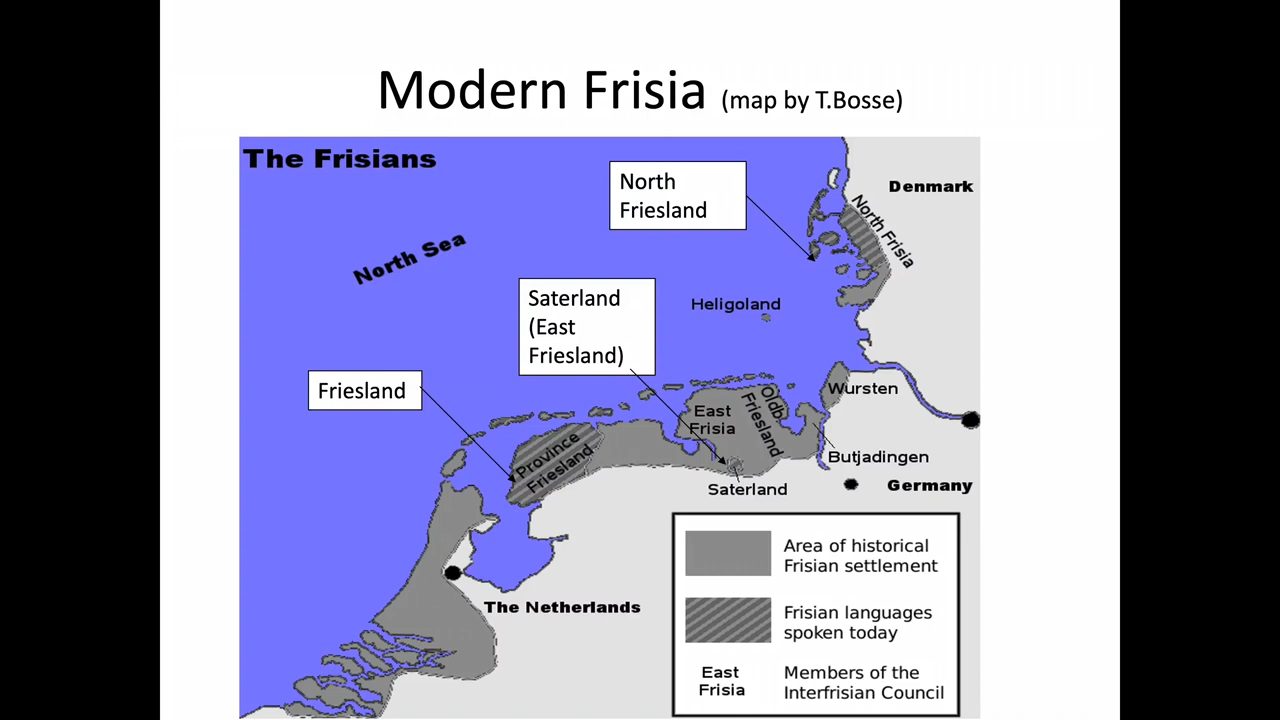 Modern Frisia (map by T.Bosse)
The Frisians
North
Friesland
Denmark
North Frisia
North Sea
Saterland
(East
Friesland)
Heligoland
Friesland
Wursten
East
Frisia
Oldb.
Friesland
Province
Friesland
Butjadingen
Saterland
Germany
The Netherlands
Area of historical
Frisian settlement
Frisian languages
spoken today
East
Frisia
Members of the
Interfrisian Council